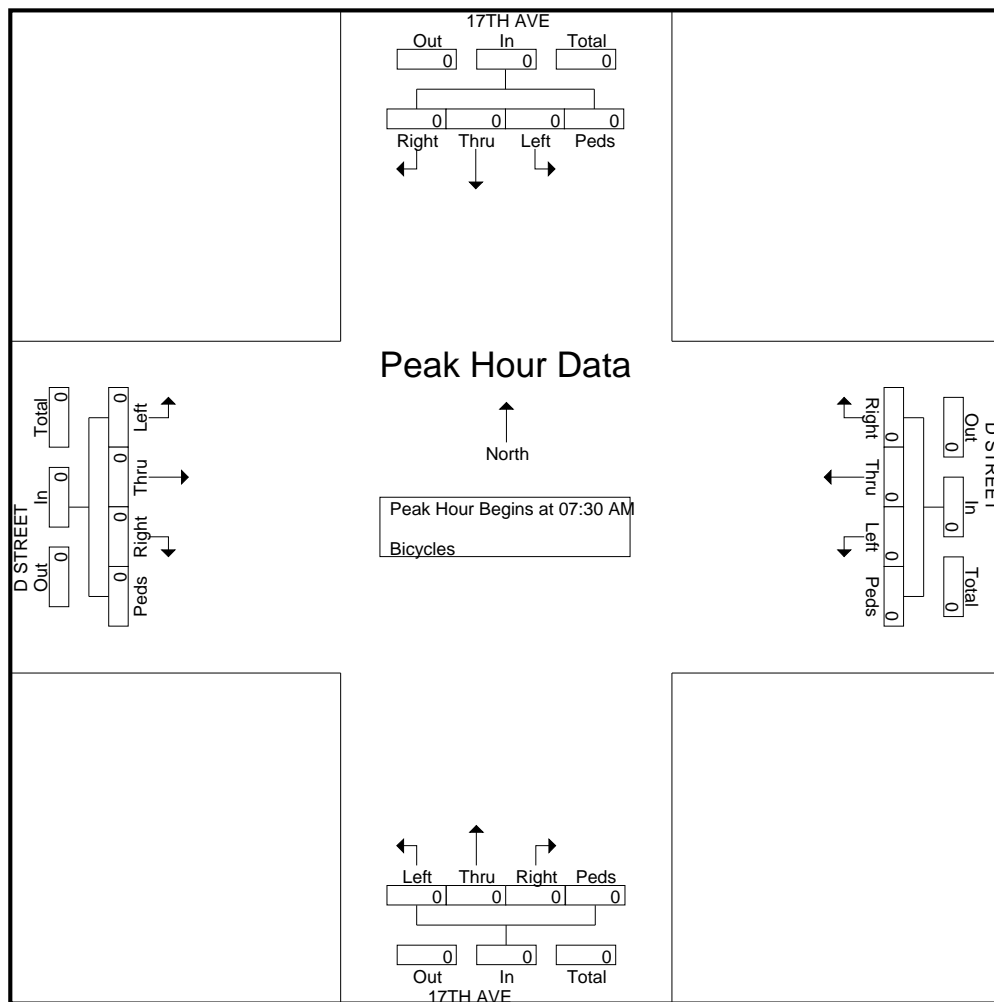 17TH AVE
Out In Total
0 0 0
0 0 0 0
Right Thru Left Peds
Peak Hour Data
North
Peak Hour Begins at 07:30 AM
Bicycles
D STREET
Out In Total
0 0 0
0 0 0 0
Peds Right Thru Left
D STREET
Out In Total
0 0 0
0 0 0 0
Right Thru Left Peds
Left Thru Right Peds
0 0 0 0
0 0 0
Out In Total
17TH AVE